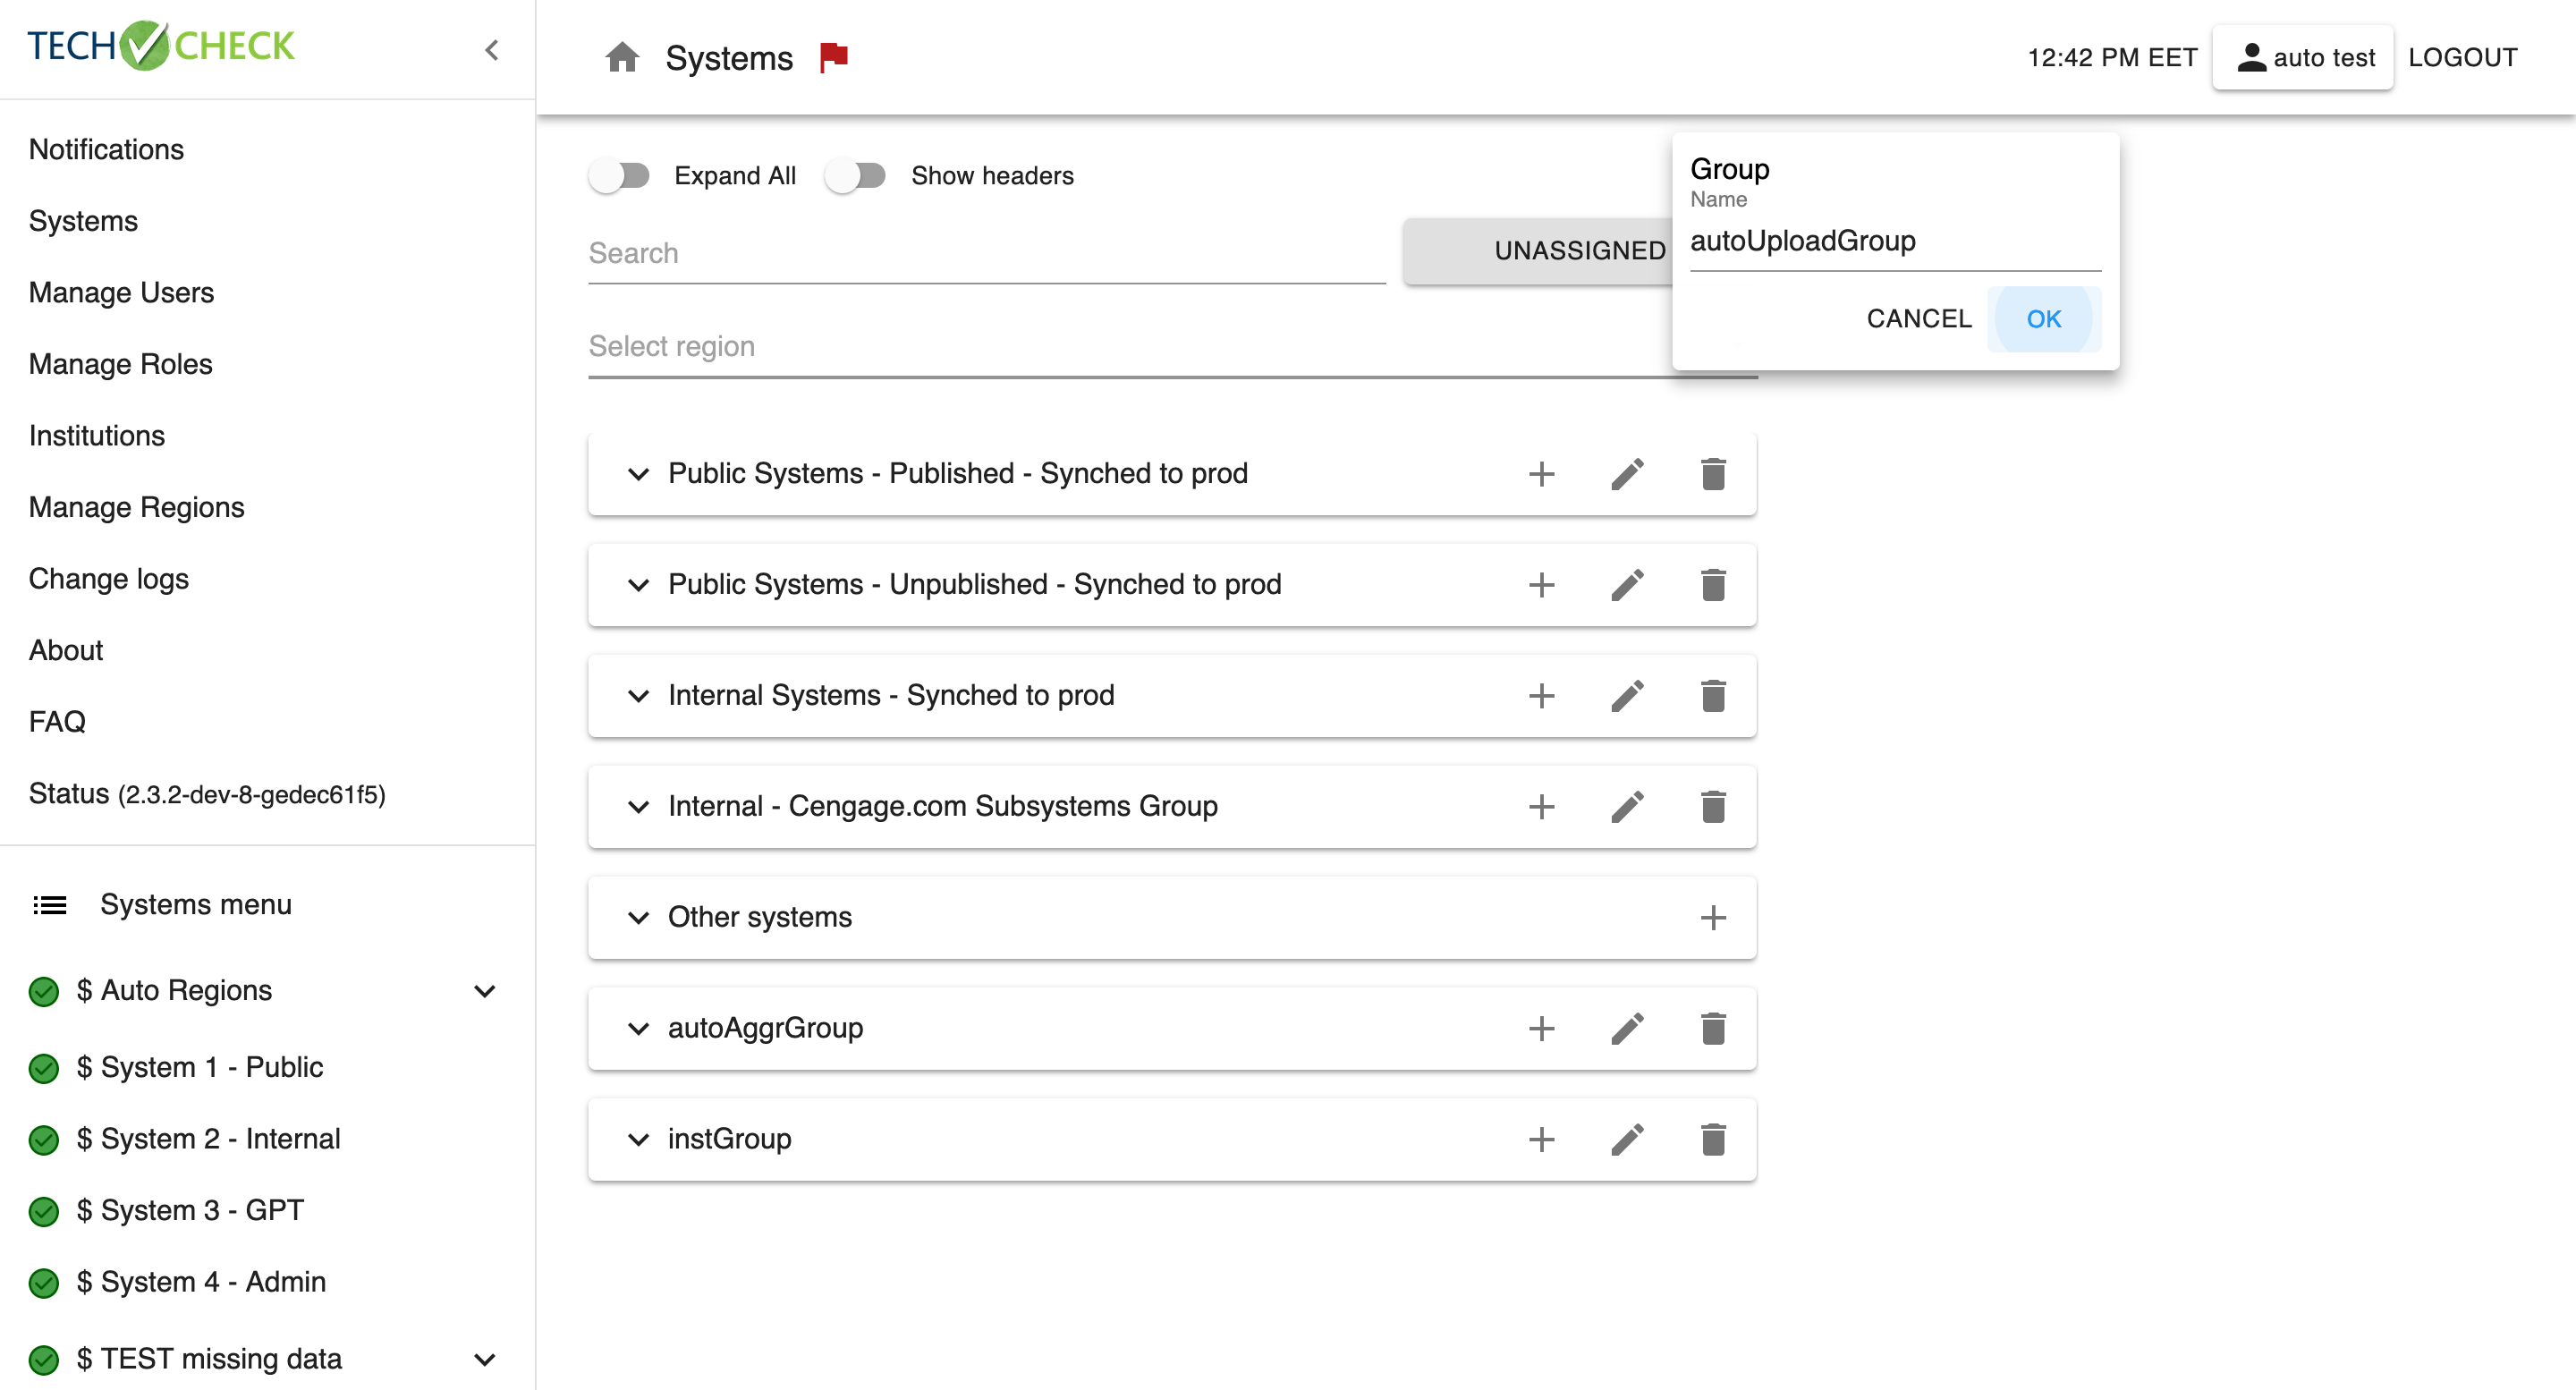 TECH CHECK
Notifications
Systems
Manage Users
Manage Roles
Institutions
Manage Regions
Change logs
About
FAQ
Status (2.3.2-dev-8-gedec61f5)
Systems menu
$ Auto Regions
$ System 1 - Public
$ System 2 - Internal
$ System 3 - GPT
$ System 4 - Admin
$ TEST missing data
Systems
12:42 PM EET
auto test
LOGOUT
Expand All
Show headers
Search
UNASSIGNED
Select region
Group
Name
autoUploadGroup
CANCEL
OK
Public Systems - Published - Synched to prod
Public Systems - Unpublished - Synched to prod
Internal Systems - Synched to prod
Internal - Cengage.com Subsystems Group
Other systems
autoAggrGroup
instGroup